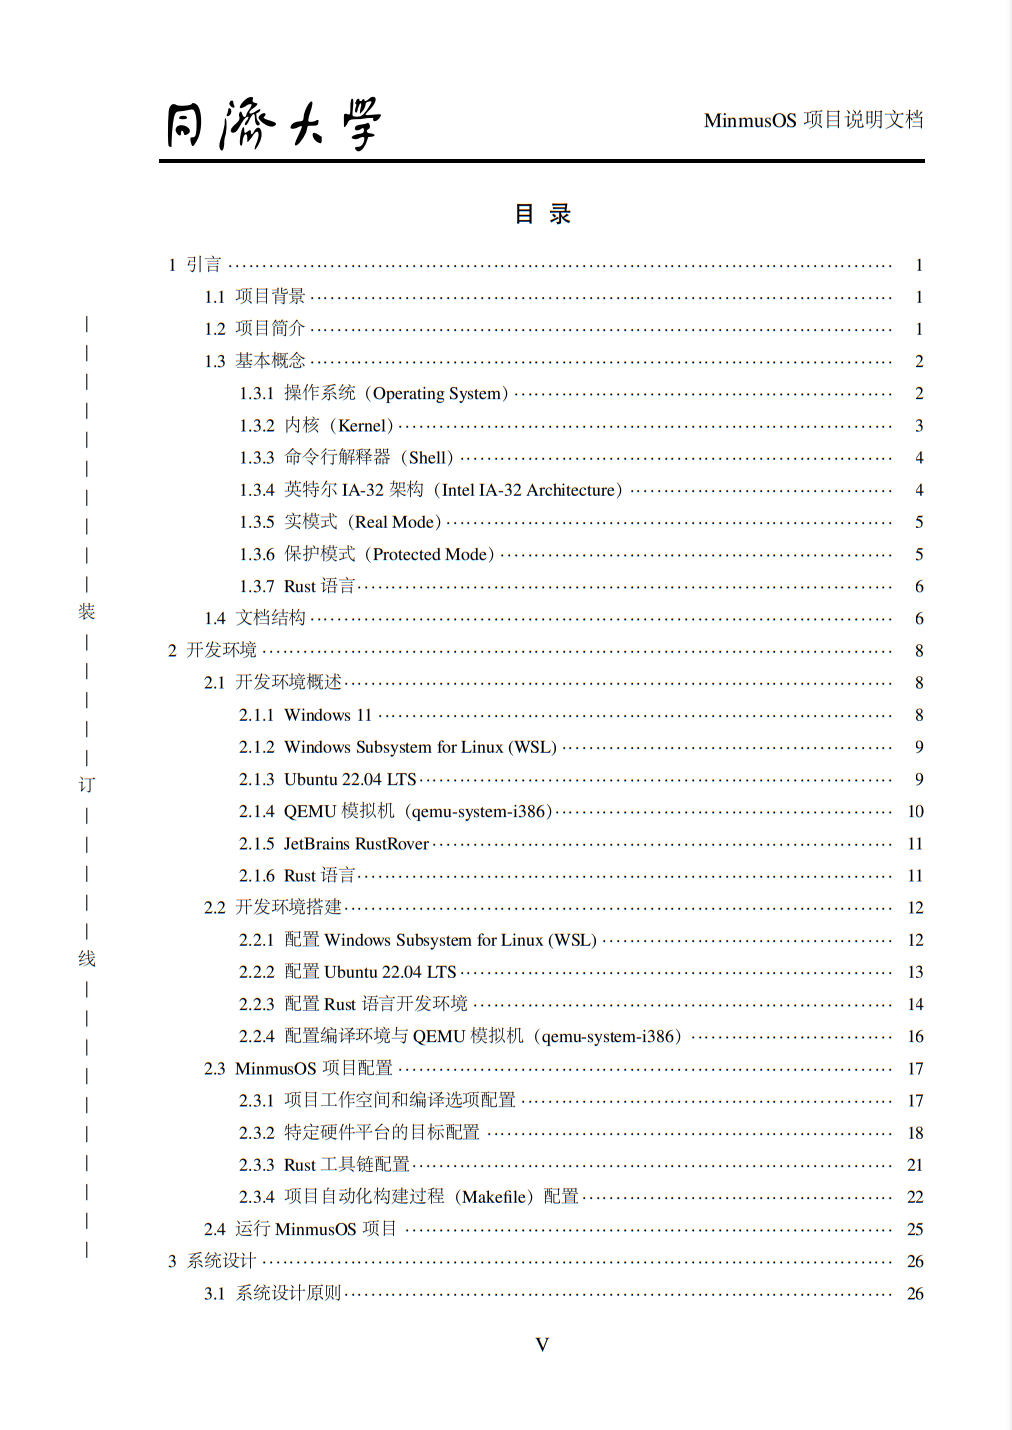 同濟大学
MinmusOS 项目说明文档
目 录
1 引言 1
1.1 项目背景 1
1.2 项目简介 1
1.3 基本概念 2
1.3.1 操作系统（Operating System） 2
1.3.2 内核（Kernel） 3
1.3.3 命令行解释器（Shell） 4
1.3.4 英特尔 IA-32 架构（Intel IA-32 Architecture） 4
1.3.5 实模式（Real Mode） 5
1.3.6 保护模式（Protected Mode） 5
1.3.7 Rust 语言 6
1.4 文档结构 6
2 开发环境 8
2.1 开发环境概述 8
2.1.1 Windows 11 8
2.1.2 Windows Subsystem for Linux (WSL) 9
2.1.3 Ubuntu 22.04 LTS 9
2.1.4 QEMU 模拟机（qemu-system-i386） 10
2.1.5 JetBrains RustRover 11
2.1.6 Rust 语言 11
2.2 开发环境搭建 12
2.2.1 配置 Windows Subsystem for Linux (WSL) 12
2.2.2 配置 Ubuntu 22.04 LTS 13
2.2.3 配置 Rust 语言开发环境 14
2.2.4 配置编译环境与 QEMU 模拟机（qemu-system-i386） 16
2.3 MinmusOS 项目配置 17
2.3.1 项目工作空间和编译选项配置 17
2.3.2 特定硬件平台的目标配置 18
2.3.3 Rust 工具链配置 21
2.3.4 项目自动化构建过程（Makefile）配置 22
2.4 运行 MinmusOS 项目 25
3 系统设计 26
3.1 系统设计原则 26
装
订
线
V